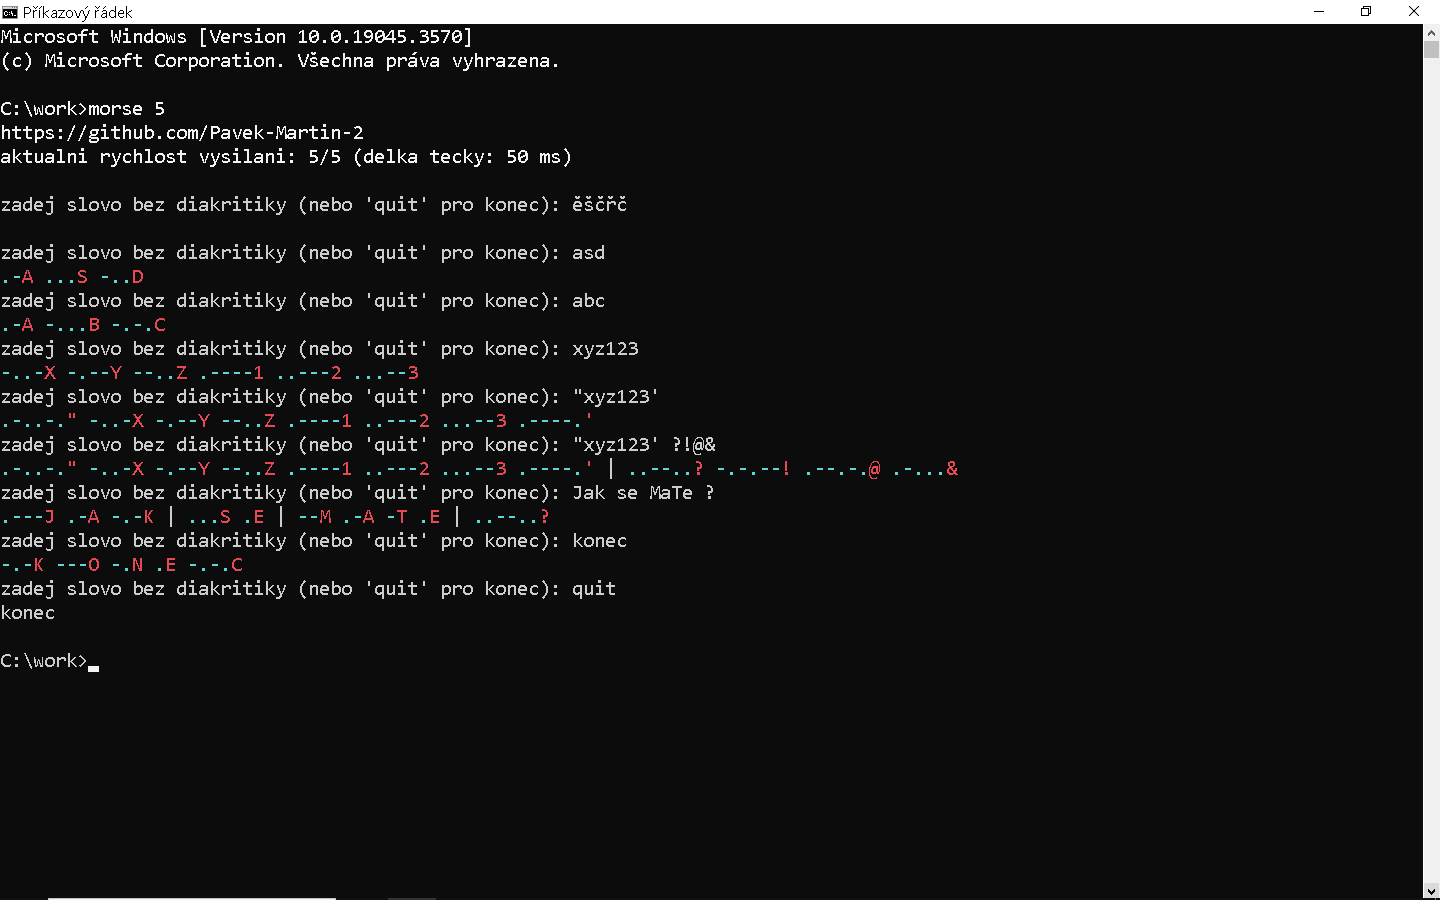 Příkazový řádek
Microsoft Windows [Version 10.0.19045.3570]
(c) Microsoft Corporation. Všechna práva vyhrazena.
C:\work>morse 5
https://github.com/Pavek-Martin-2
aktualni rychlost vysilani: 5/5 (delka tecky: 50 ms)
zadej slovo bez diakritiky (nebo 'quit' pro konec): ěščřč
zadej slovo bez diakritiky (nebo 'quit' pro konec): asd
.-A ...S -..D
zadej slovo bez diakritiky (nebo 'quit' pro konec): abc
.-A -...B -.-.C
zadej slovo bez diakritiky (nebo 'quit' pro konec): xyz123
-..-X -.--Y --..Z .----1 ..---2 ...--3
zadej slovo bez diakritiky (nebo 'quit' pro konec): "xyz123'
.-..-." -..-X -.--Y --..Z .----1 ..---2 ...--3 .----.'
zadej slovo bez diakritiky (nebo 'quit' pro konec): "xyz123' ?!@&
.-..-." -..-X -.--Y --..Z .----1 ..---2 ...--3 .----.' | ..--..? -.-.--! .--.-.@ .-...&
zadej slovo bez diakritiky (nebo 'quit' pro konec): Jak se MaTe ?
.---J .-A -.-K | ...S .E | --M .-A -T .E | ..--..?
zadej slovo bez diakritiky (nebo 'quit' pro konec): konec
-.-K ---O -.N .E -.-.C
zadej slovo bez diakritiky (nebo 'quit' pro konec): quit
konec
C:\work>